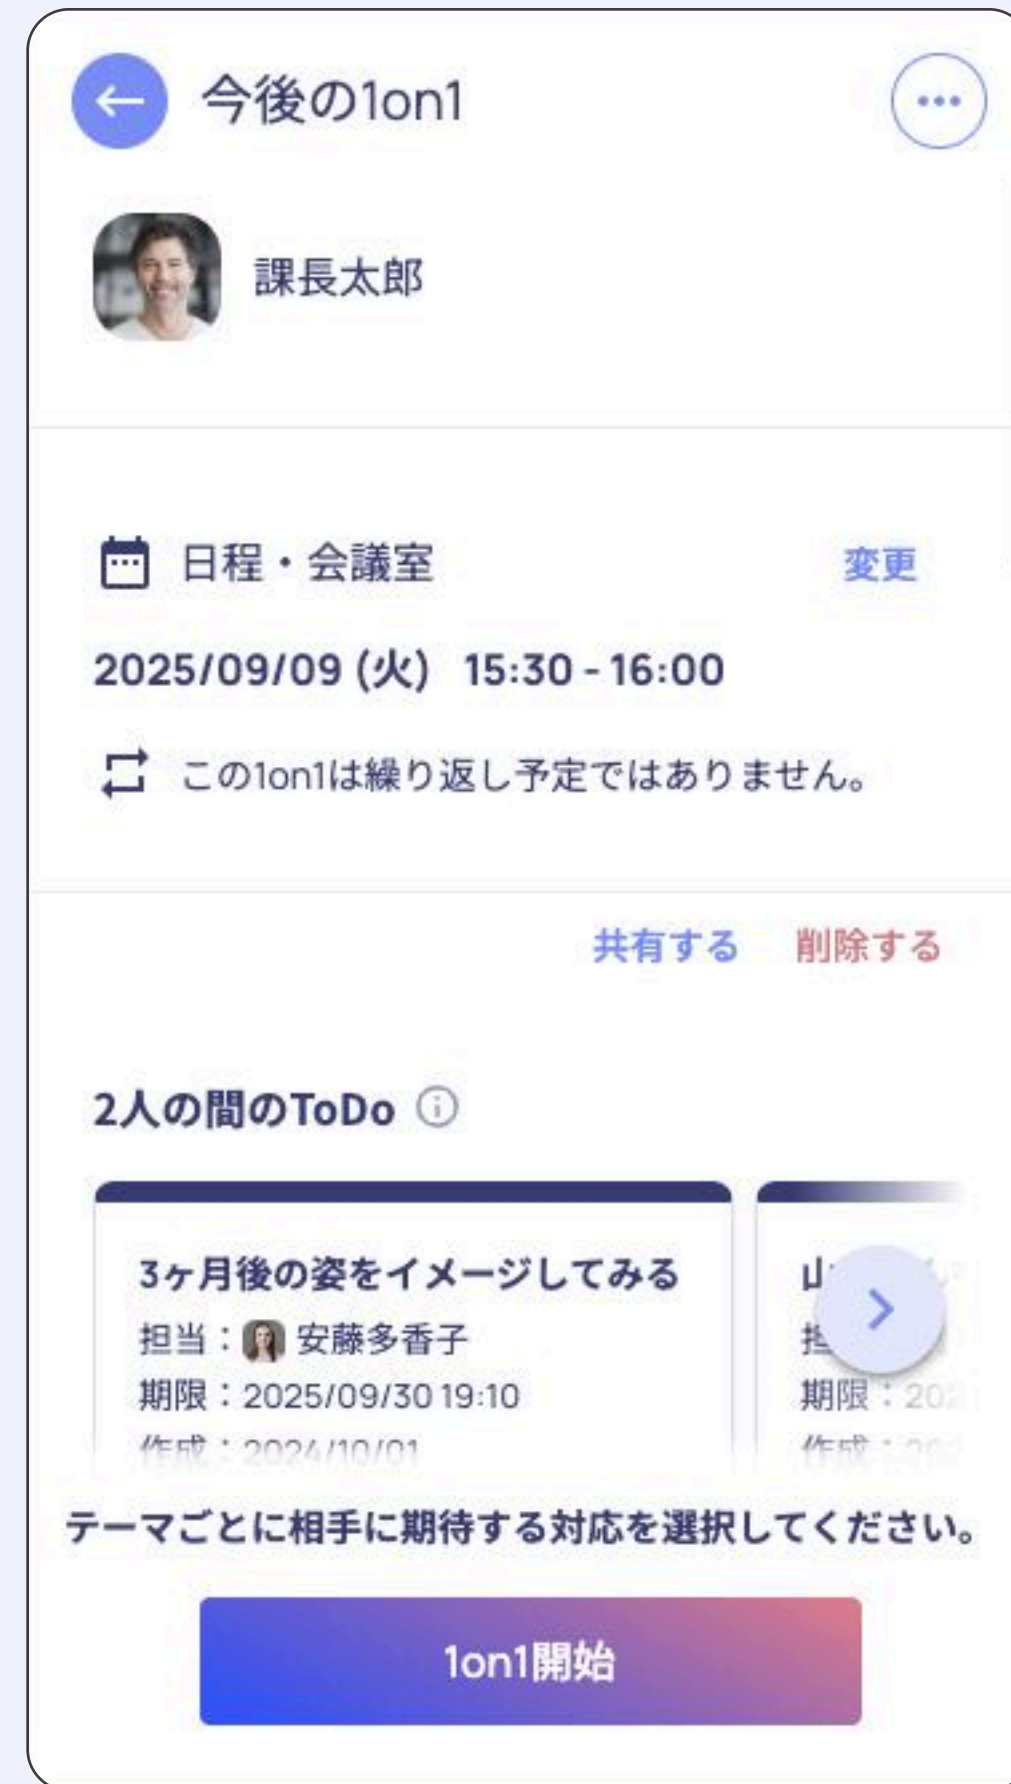 今後の1on1
課長太郎
日程・会議室 変更
2025/09/09 (火) 15:30 - 16:00
この1on1は繰り返し予定ではありません。
共有する 削除する
2人の間のToDo
3ヶ月後の姿をイメージしてみる
担当：安藤多香子
期限：2025/09/30 19:10
期限：202
作成：2024/10/01
作成：202
テーマごとに相手に期待する対応を選択してください。
1on1開始